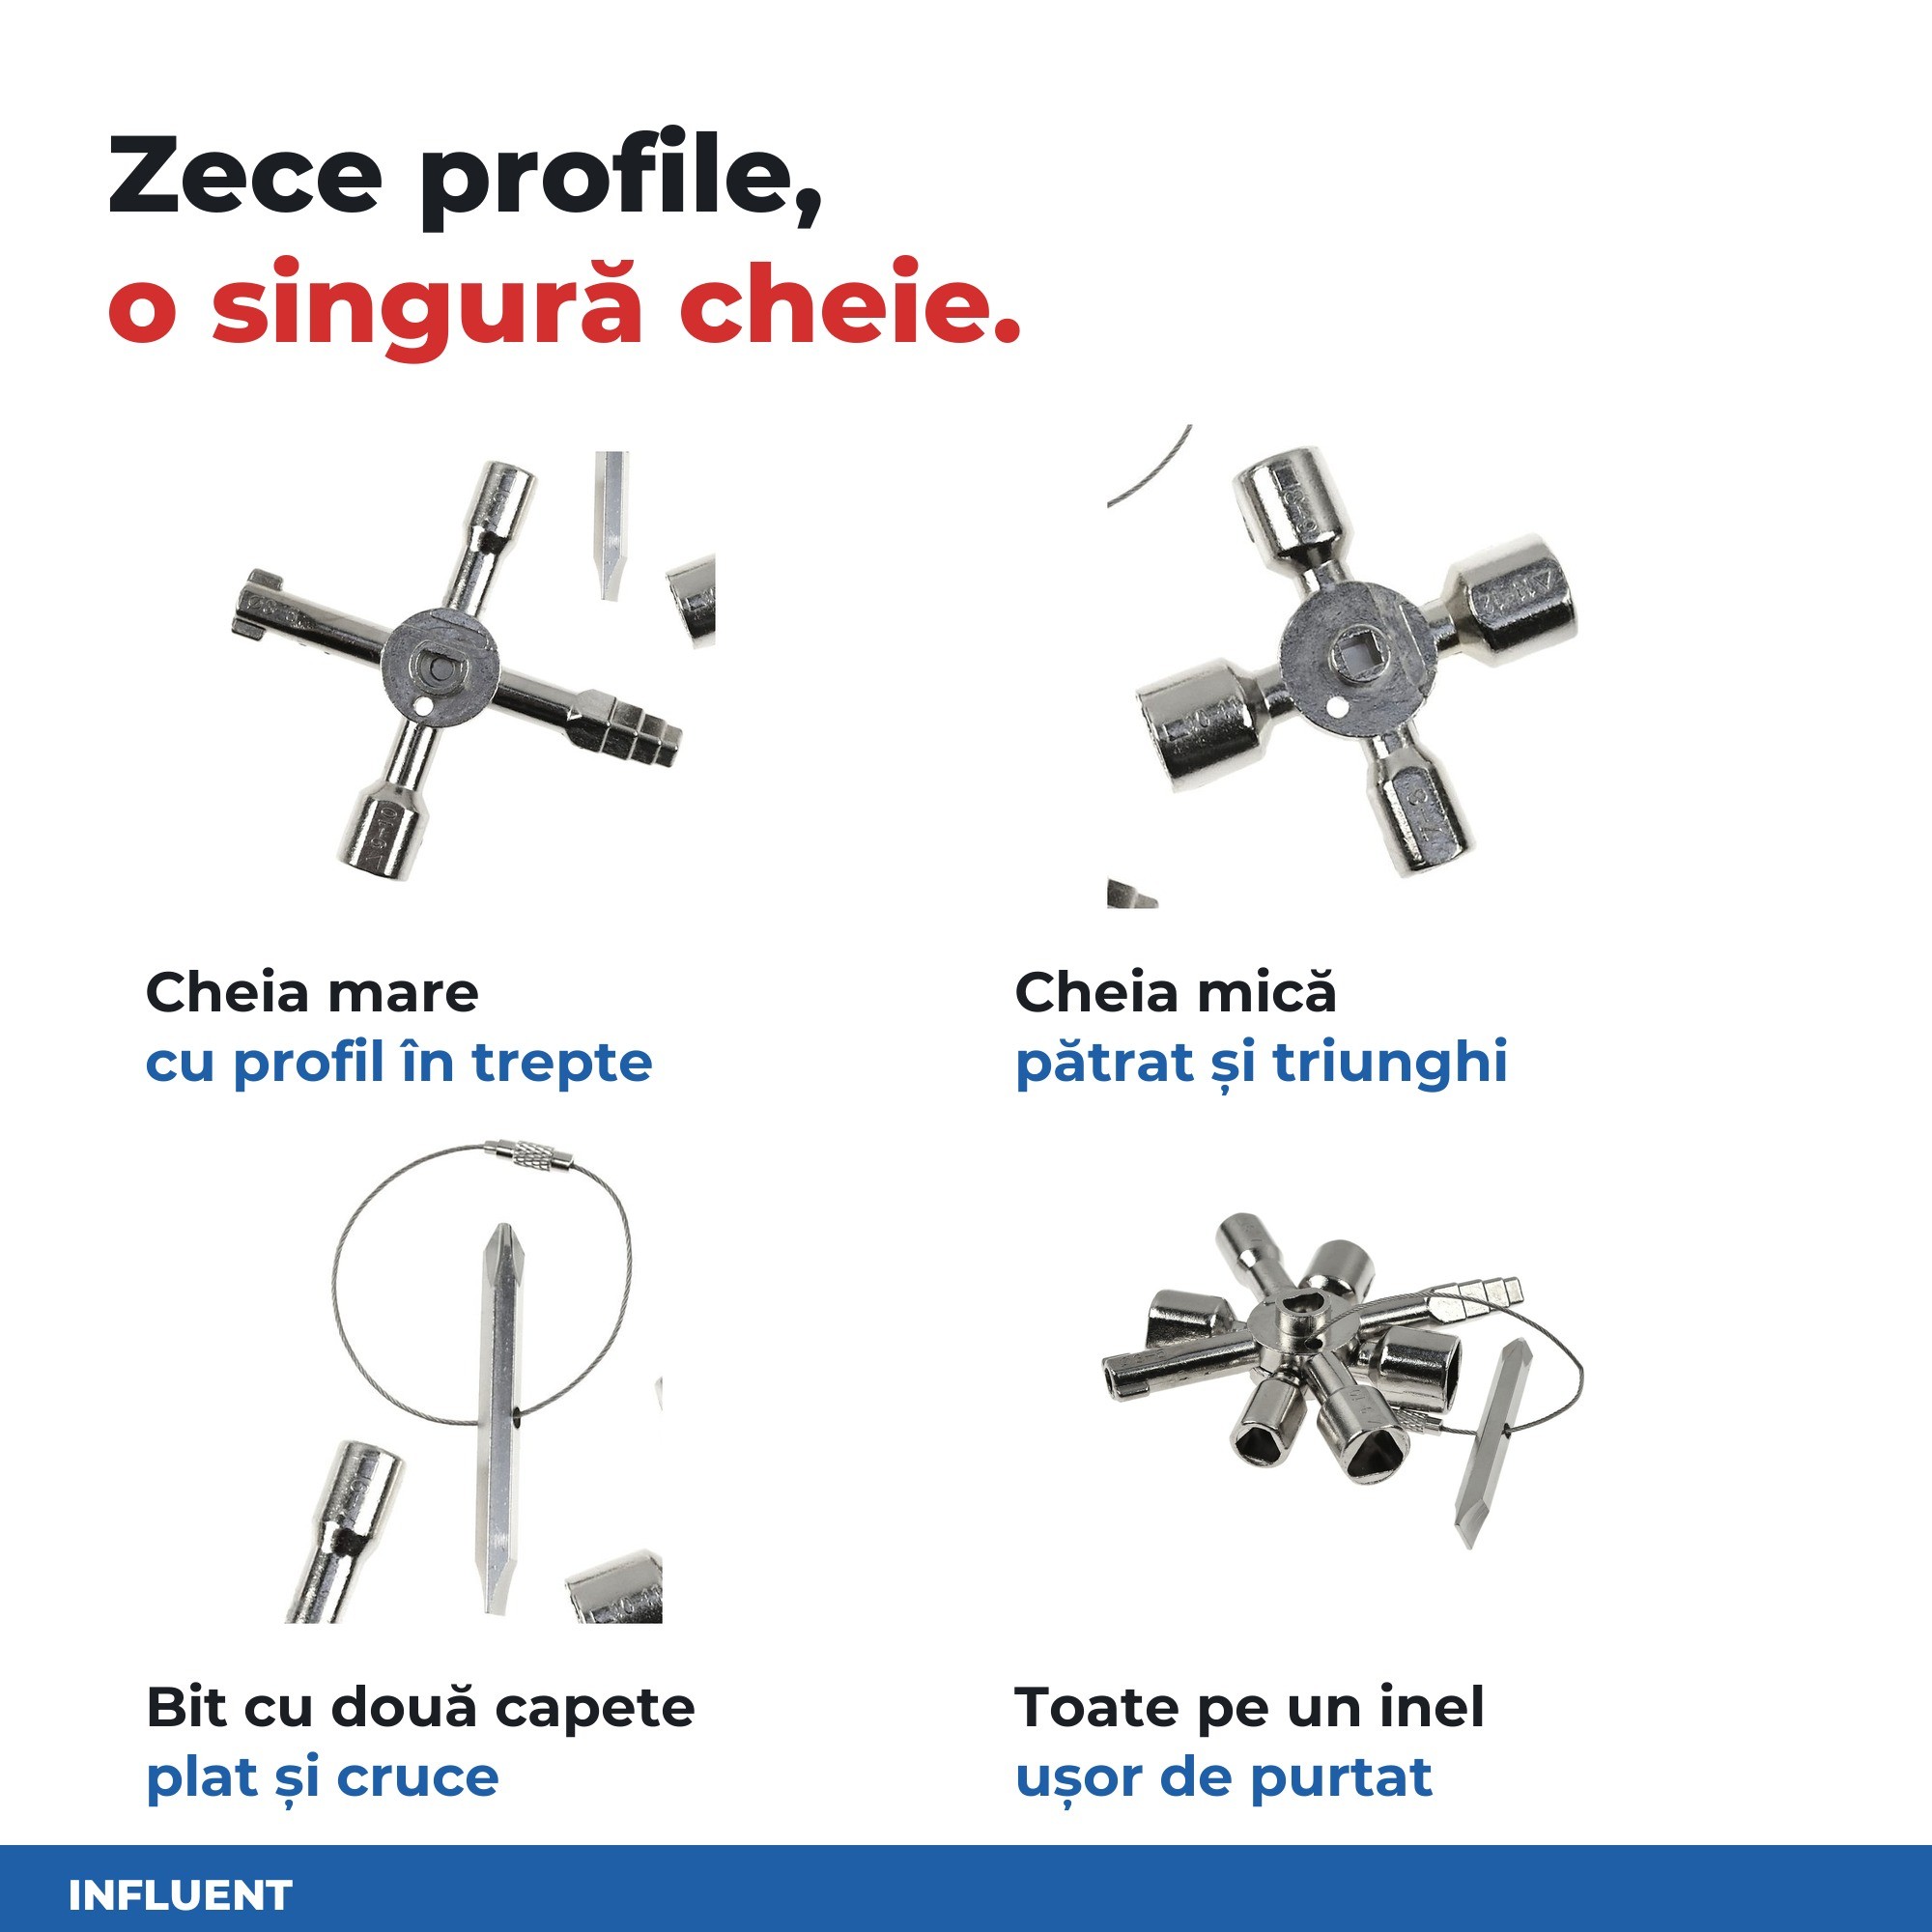 Zece profile,
o singură cheie.
Cheia mare
cu profil în trepte
Cheia mică
pătrat și triunghi
Bit cu două capete
plat și cruce
Toate pe un inel
ușor de purtat
INFLUENT